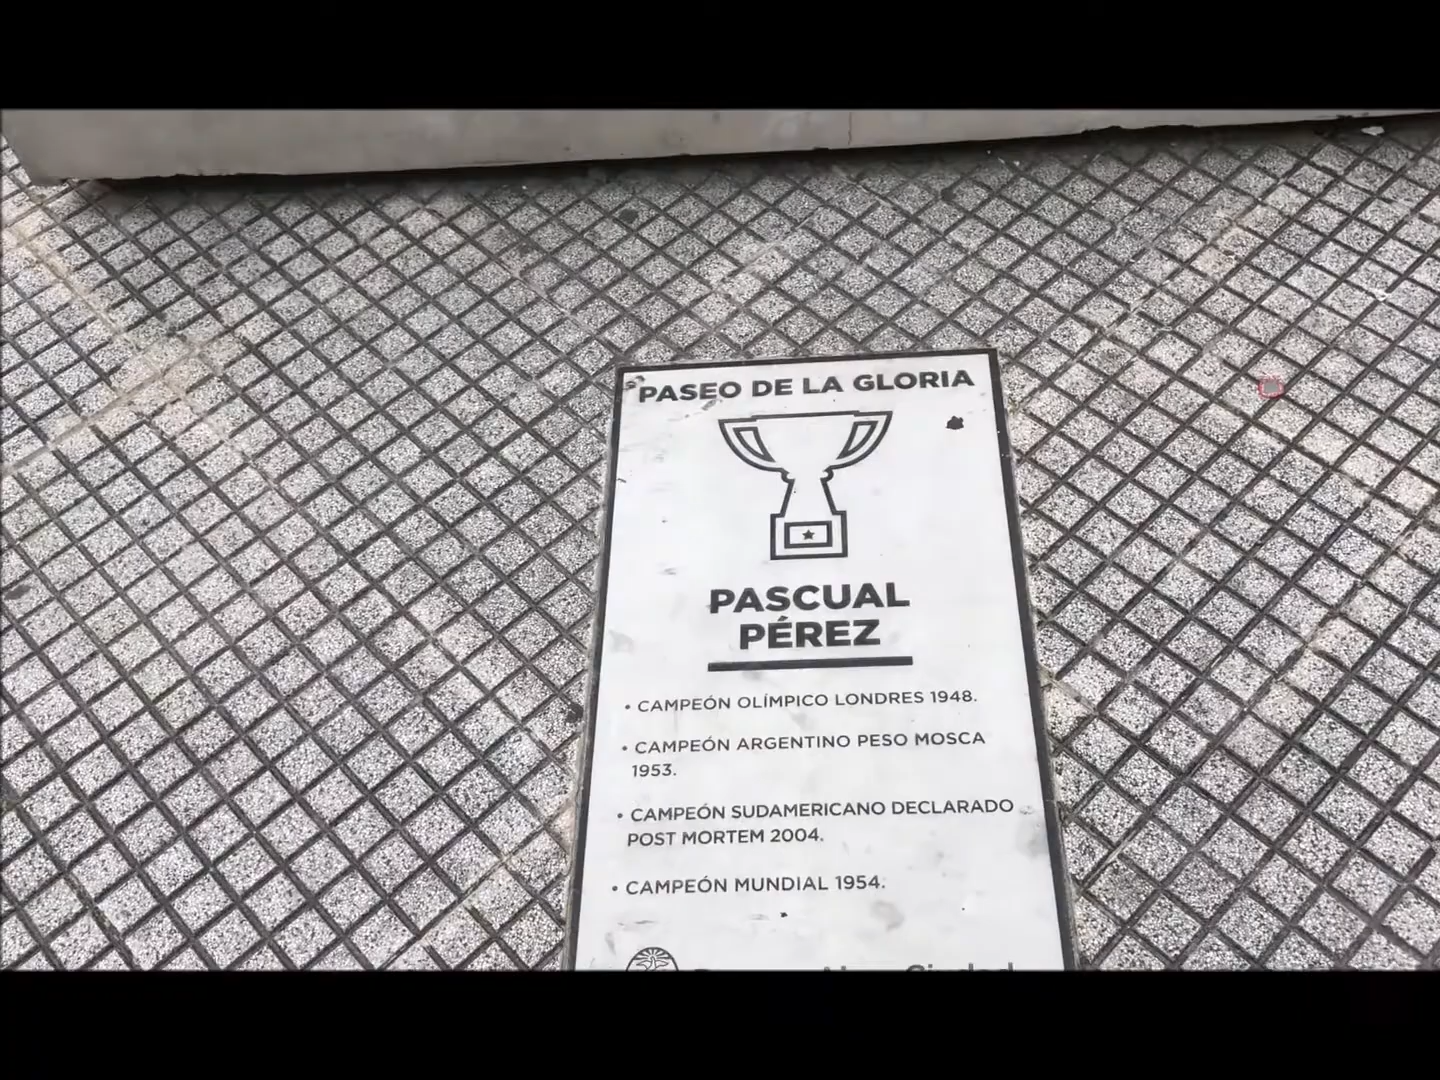 PASEO DE LA GLORIA
PASCUAL
PÉREZ
• CAMPEÓN OLÍMPICO LONDRES 1948.
• CAMPEÓN ARGENTINO PESO MOSCA
1953.
• CAMPEÓN SUDAMERICANO DECLARADO
POST MORTEM 2004.
• CAMPEÓN MUNDIAL 1954.